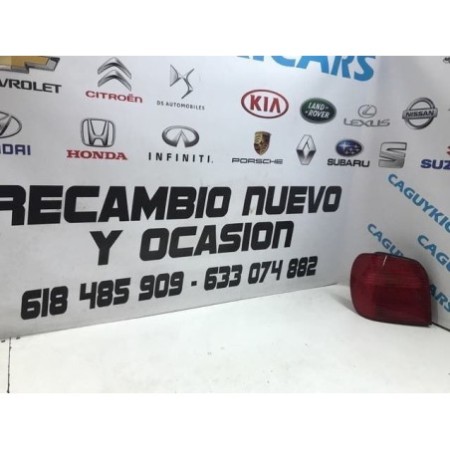 CARS
CHEVROLET
CITROËN
DS AUTOMOBILES
KIA
LAND
ROVER
LEXUS
NISSAN
HYUNDAI
HONDA
INFINITI
PORSCHE
RENAULT
SUBARU
SUZ
RECAMBIO NUEVO
Y OCASION
618 485 909 - 633 074 882
CAGUYKICARS